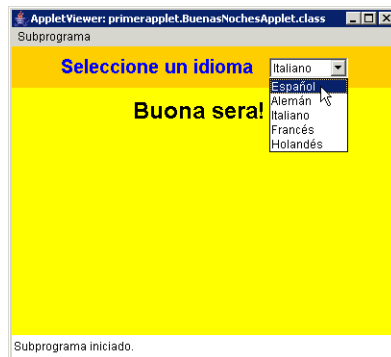 AppletViewer: primerapplet.BuenasNochesApplet.class
Subprograma
Seleccione un idioma Italiano
Buona sera!
Español
Alemán
Italiano
Francés
Holandés
Subprograma iniciado.